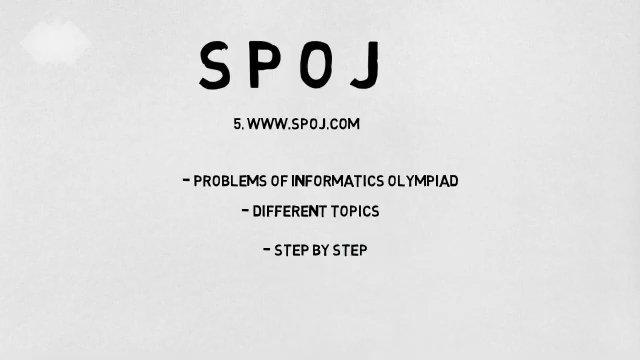 SPOJ
5. WWW.SPOJ.COM
- PROBLEMS OF INFORMATICS OLYMPIAD
- DIFFERENT TOPICS
- STEP BY STEP